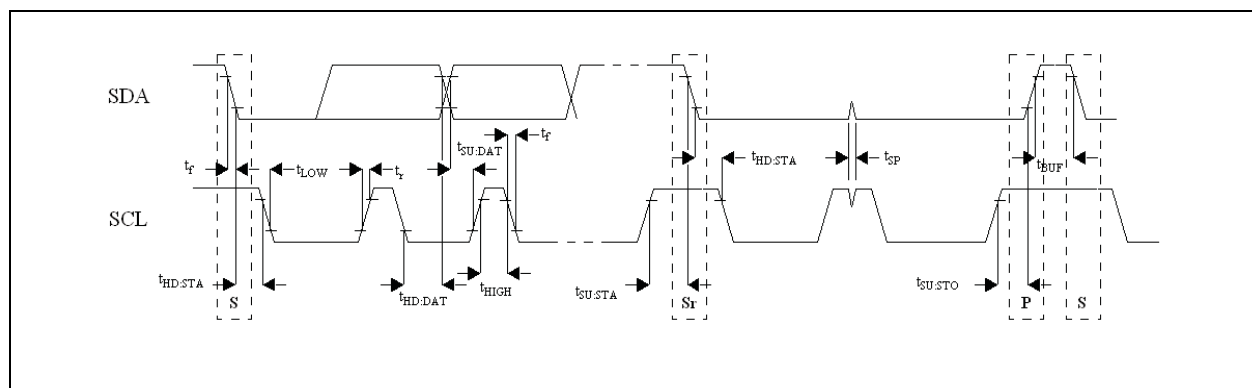 SDA
t_f
t_LOW
t_r
t_SU:DAT
t_f
t_HD:STA
t_SP
t_BUF
SCL
t_HD:STA
S
t_HD:DAT
t_HIGH
t_SU:STA
Sr
t_SU:STO
P
S